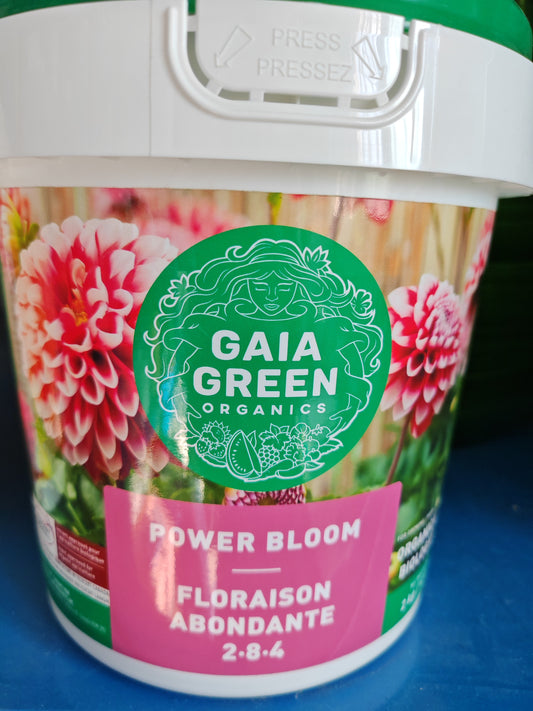 PRESS
PRESSEZ
GAIA
GREEN
ORGANICS
POWER BLOOM
FLORAISON
ABONDANTE
2-8-4